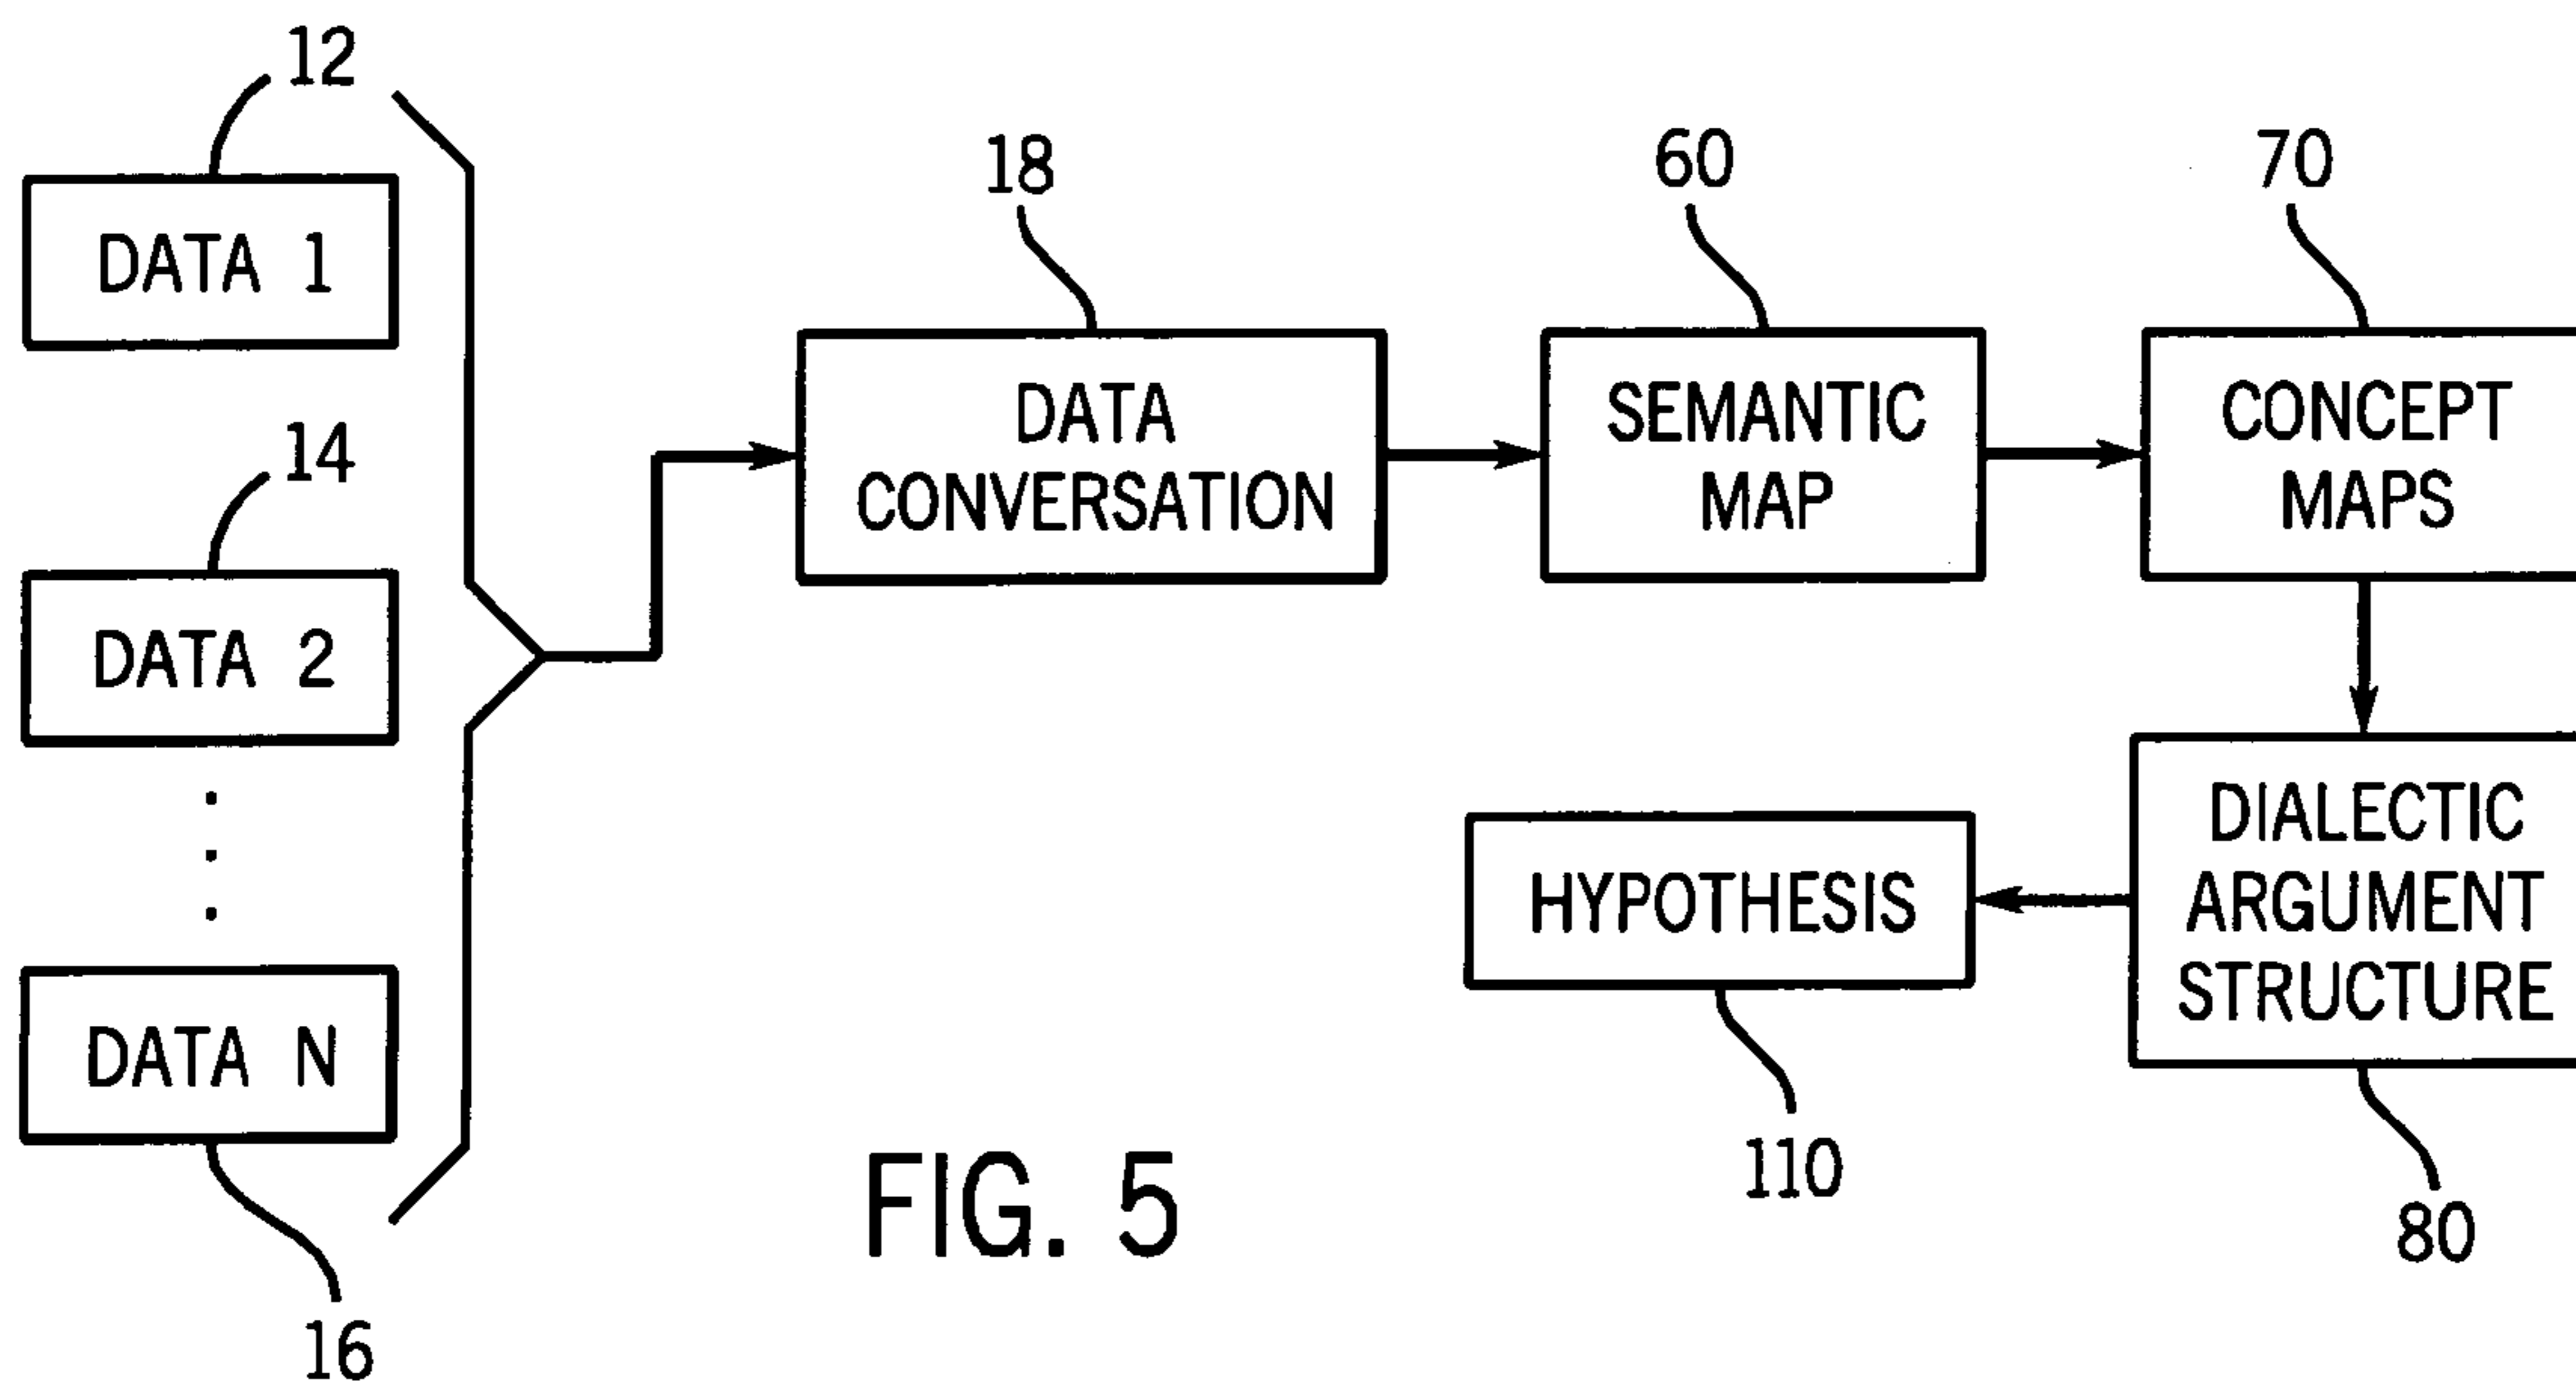 12
DATA 1
14
DATA 2
DATA N
16
18
DATA
CONVERSATION
60
SEMANTIC
MAP
70
CONCEPT
MAPS
DIALECTIC
ARGUMENT
STRUCTURE
80
HYPOTHESIS
110
FIG. 5